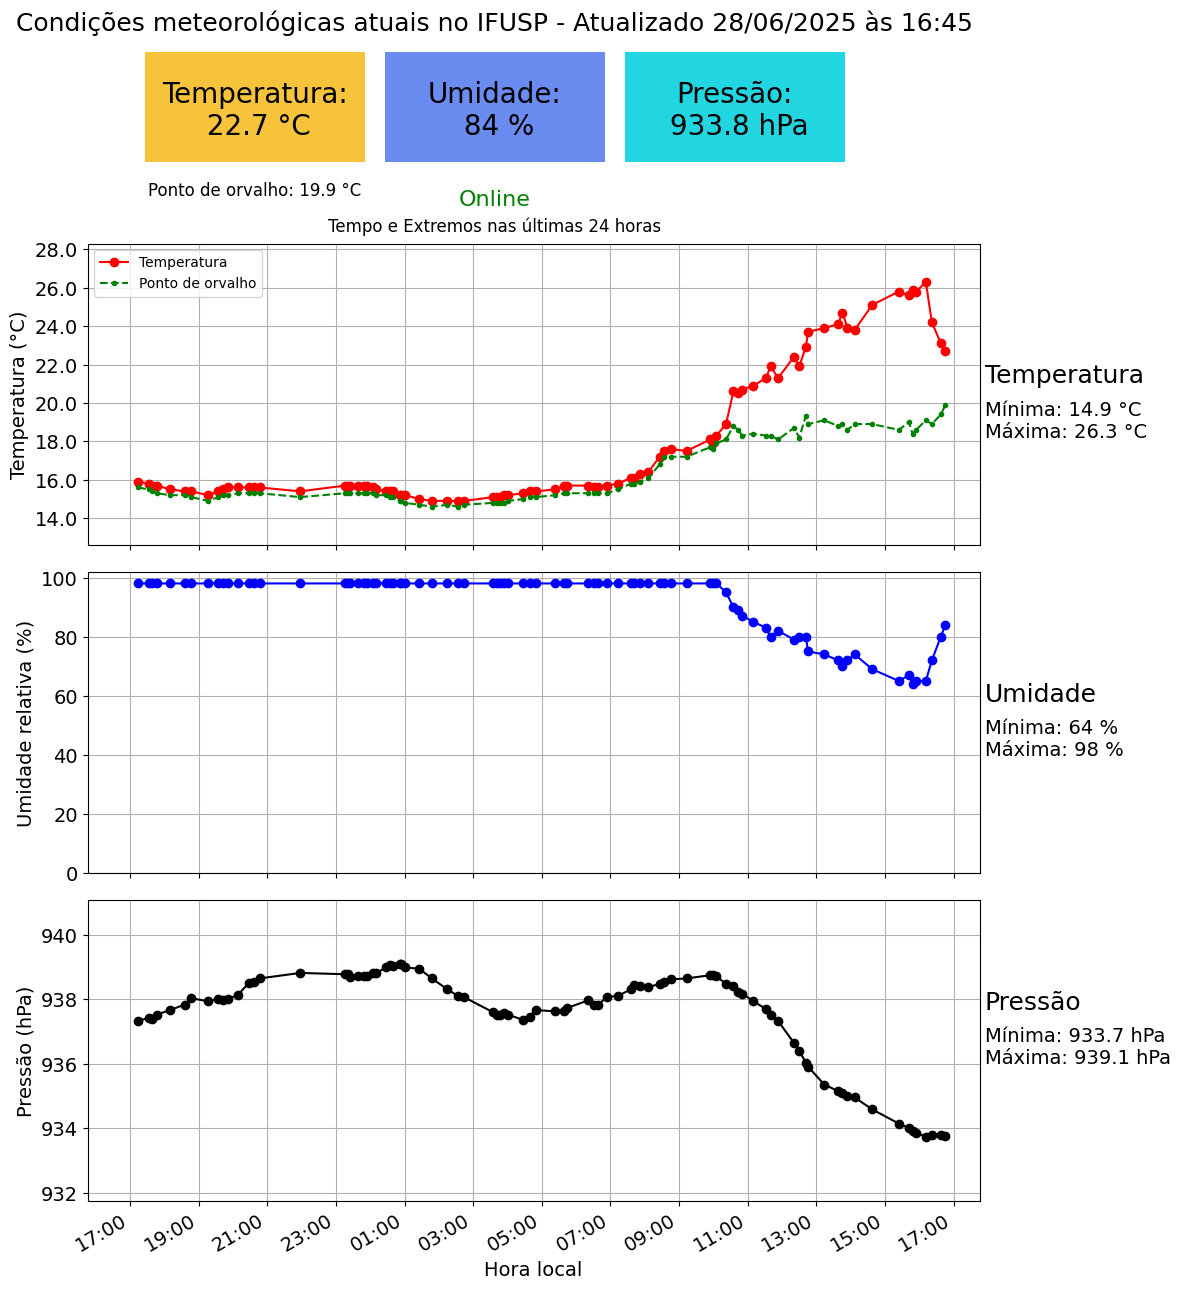 Condições meteorológicas atuais no IFUSP - Atualizado 28/06/2025 às 16:45
Temperatura:
22.7 °C
Umidade:
84 %
Pressão:
933.8 hPa
Ponto de orvalho: 19.9 °C
Online
Tempo e Extremos nas últimas 24 horas
Temperatura (°C)
28.0
26.0
24.0
22.0
20.0
18.0
16.0
14.0
Temperatura
Ponto de orvalho
Temperatura
Mínima: 14.9 °C
Máxima: 26.3 °C
Umidade relativa (%)
100
80
60
40
20
0
Umidade
Mínima: 64 %
Máxima: 98 %
Pressão (hPa)
940
938
936
934
932
Pressão
Mínima: 933.7 hPa
Máxima: 939.1 hPa
17:00 19:00 21:00 23:00 01:00 03:00 05:00 07:00 09:00 11:00 13:00 15:00 17:00
Hora local